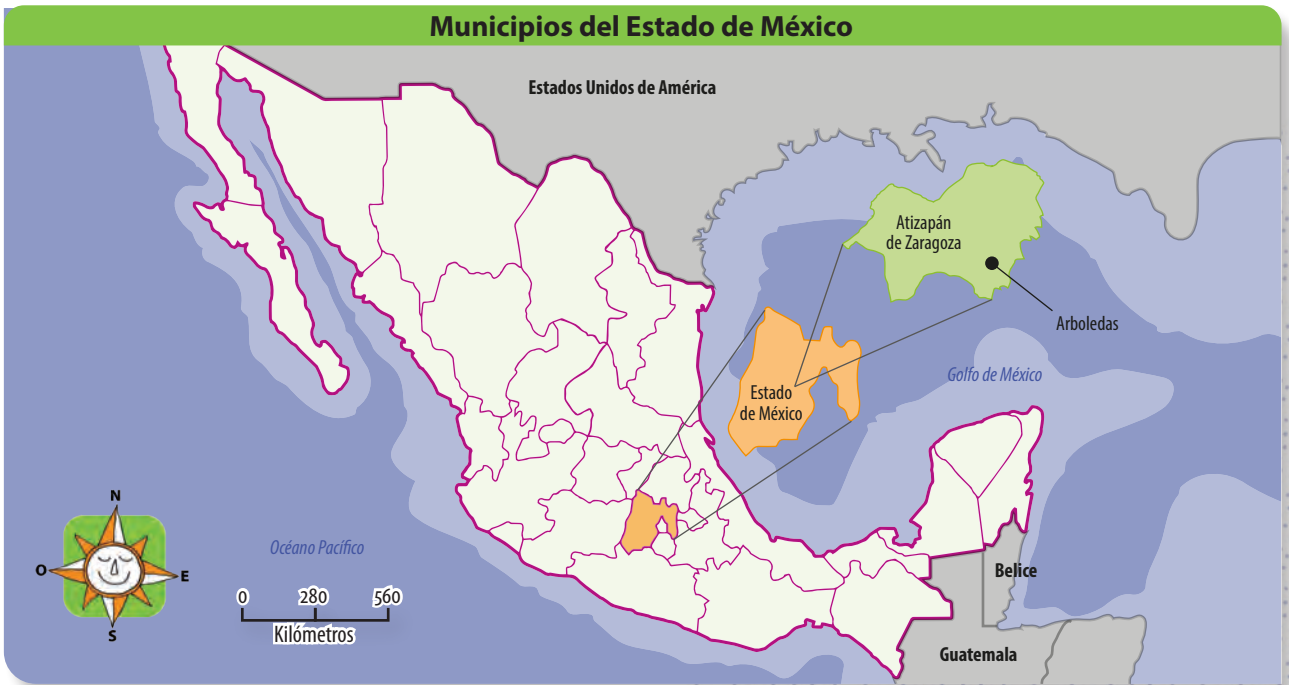 Municipios del Estado de México
Estados Unidos de América
Atizapán
de Zaragoza
Arboledas
Golfo de México
Estado
de México
N
O
E
S
Océano Pacífico
0 280 560
Kilómetros
Belice
Guatemala